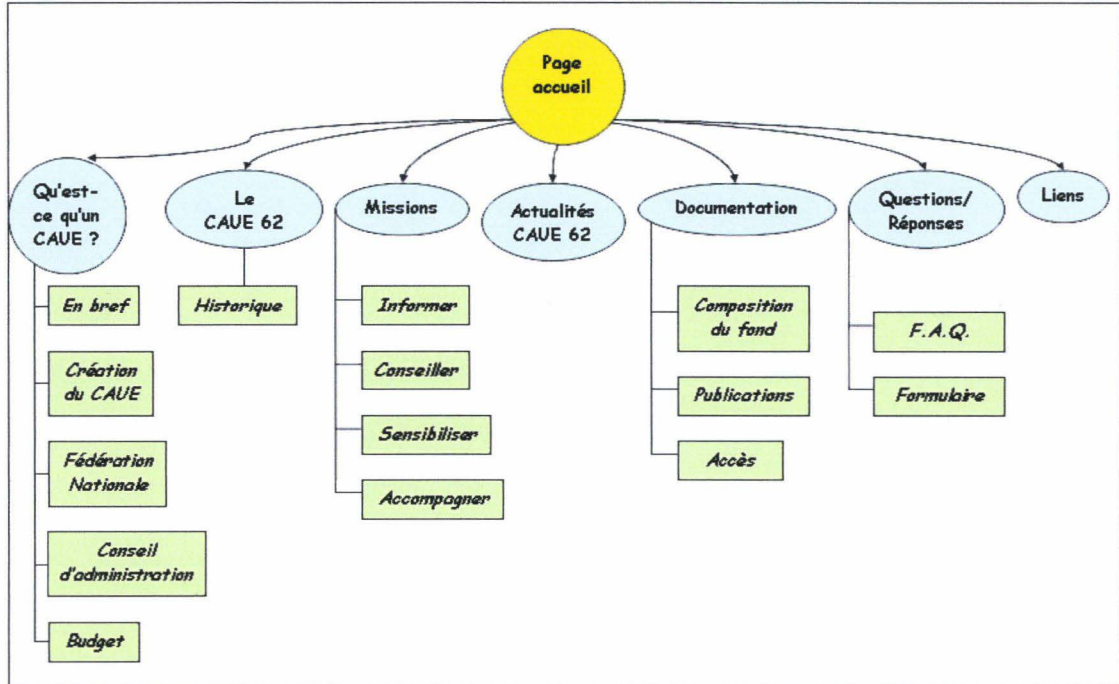 Page
accueil
Qu'est-
ce qu'un
CAUE ?
Le
CAUE 62
Missions
Actualités
CAUE 62
Documentation
Questions/
Réponses
Liens
En bref
Création
du CAUE
Fédération
Nationale
Conseil
d'administration
Budget
Historique
Informer
Conseiller
Sensibiliser
Accompagner
Composition
du fond
Publications
Accès
F.A.Q.
Formulaire